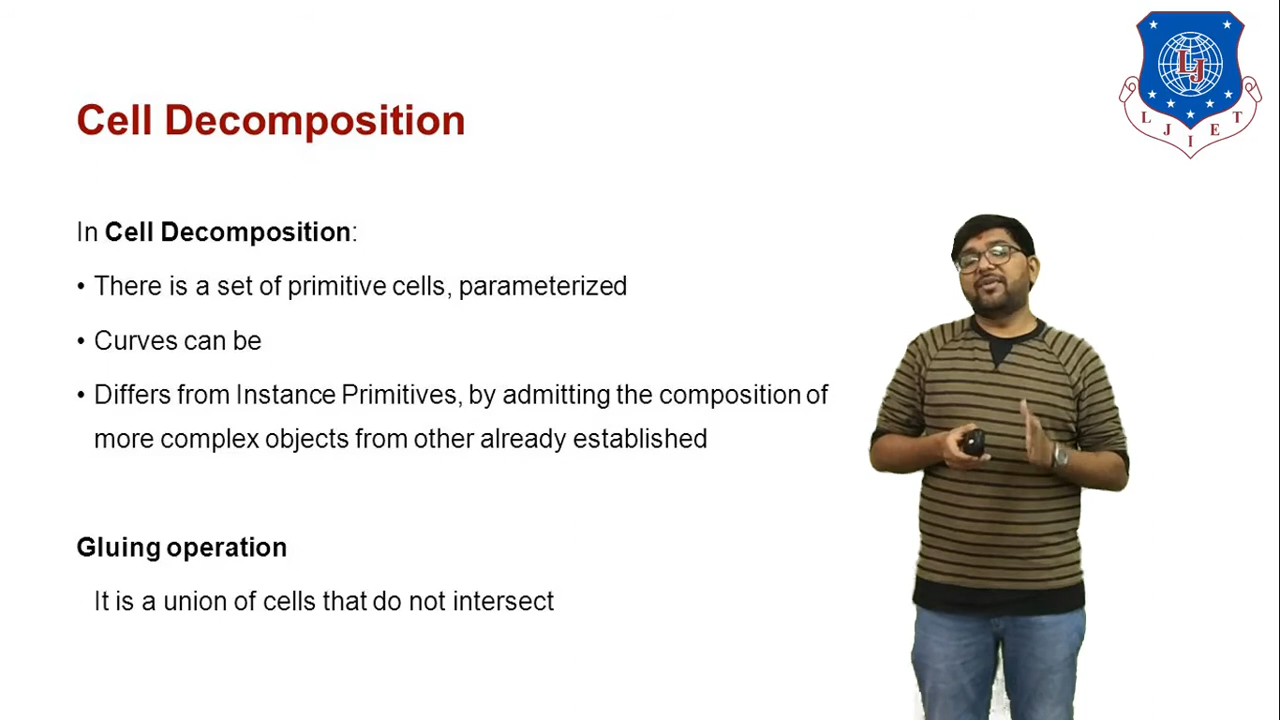 Cell Decomposition
In Cell Decomposition:
• There is a set of primitive cells, parameterized
• Curves can be
• Differs from Instance Primitives, by admitting the composition of
more complex objects from other already established
Gluing operation
It is a union of cells that do not intersect
LJ
L J I E T